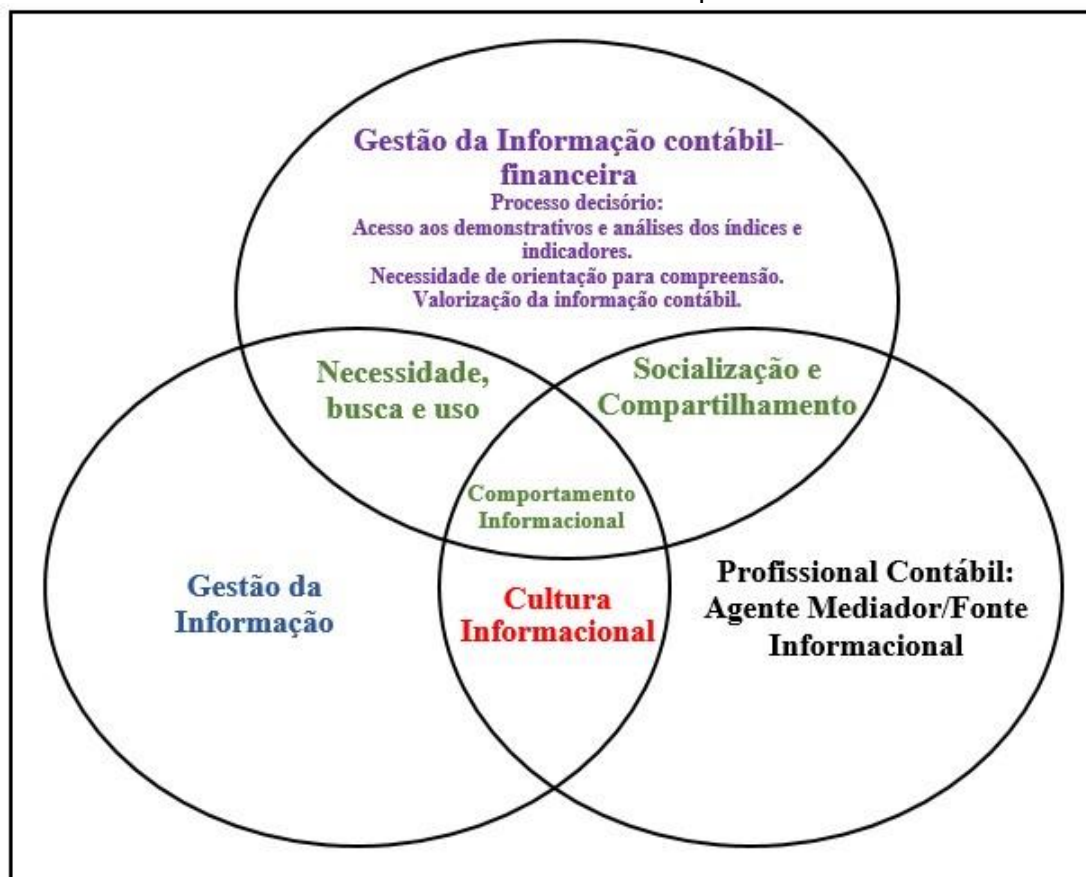 Gestão da Informação contábil-
financeira
Processo decisório:
Acesso aos demonstrativos e análises dos índices e
indicadores.
Necessidade de orientação para compreensão.
Valorização da informação contábil.
Necessidade,
busca e uso
Socialização e
Compartilhamento
Comportamento
Informacional
Gestão da
Informação
Cultura
Informacional
Profissional Contábil:
Agente Mediador/Fonte
Informacional